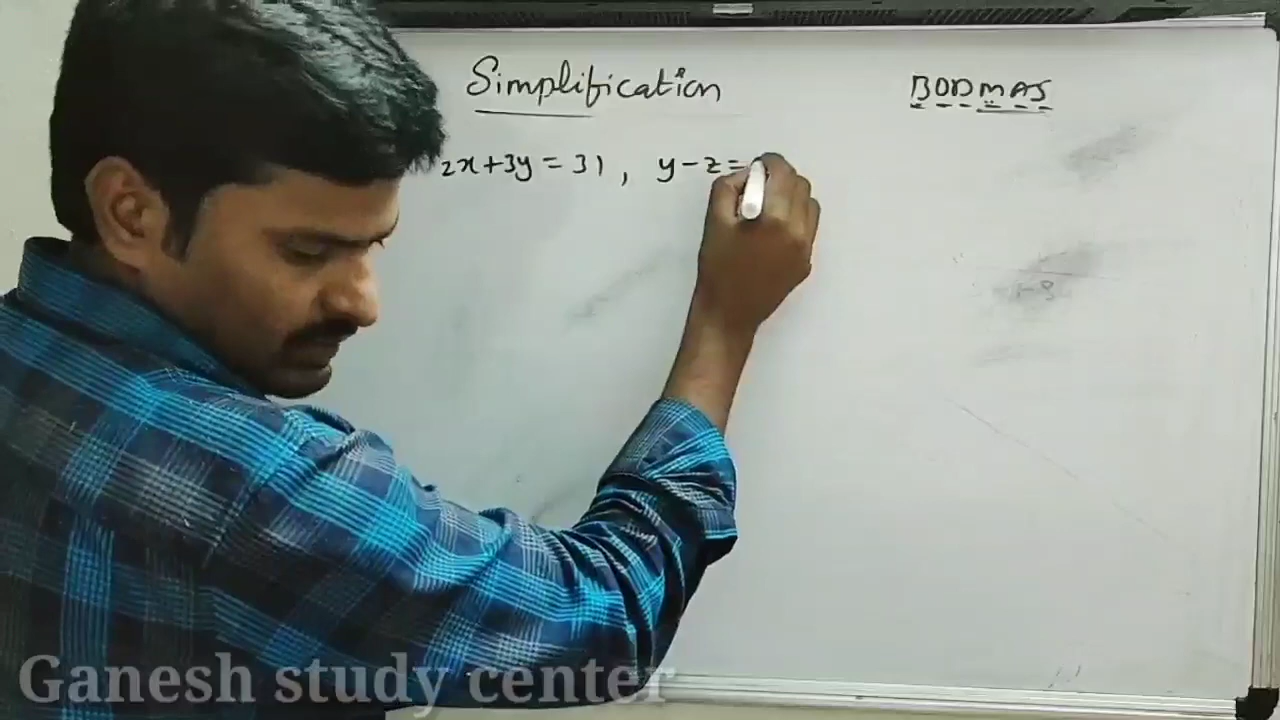 Simplification
BODMAS
2x+3y = 31, y-z=
Ganesh study center